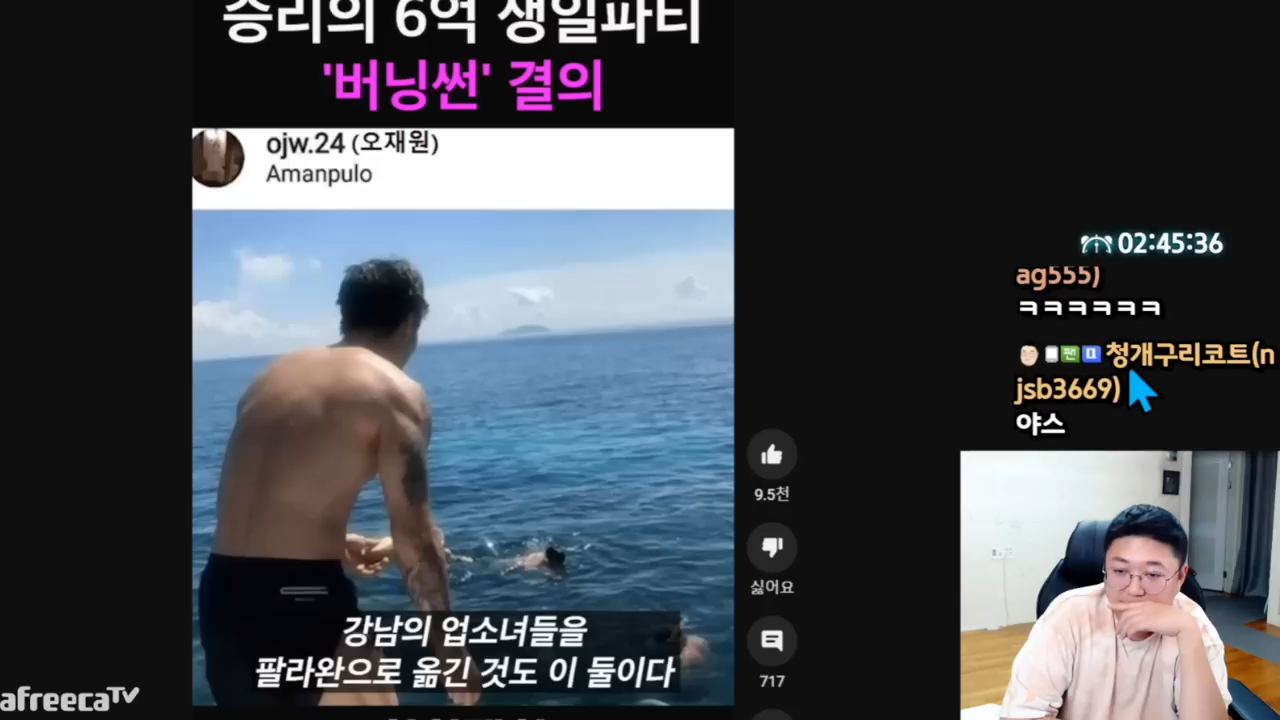 승리의 6억 생일파티
'버닝썬' 결의
ojw.24 (오재원)
Amanpulo
02:45:36
ag555)
ㅋㅋㅋㅋㅋㅋ
팬
청개구리코트(n
jsb3669)
야스
9.5천
싫어요
717
강남의 업소녀들을
팔라완으로 옮긴 것도 이 둘이다
afreecaTV